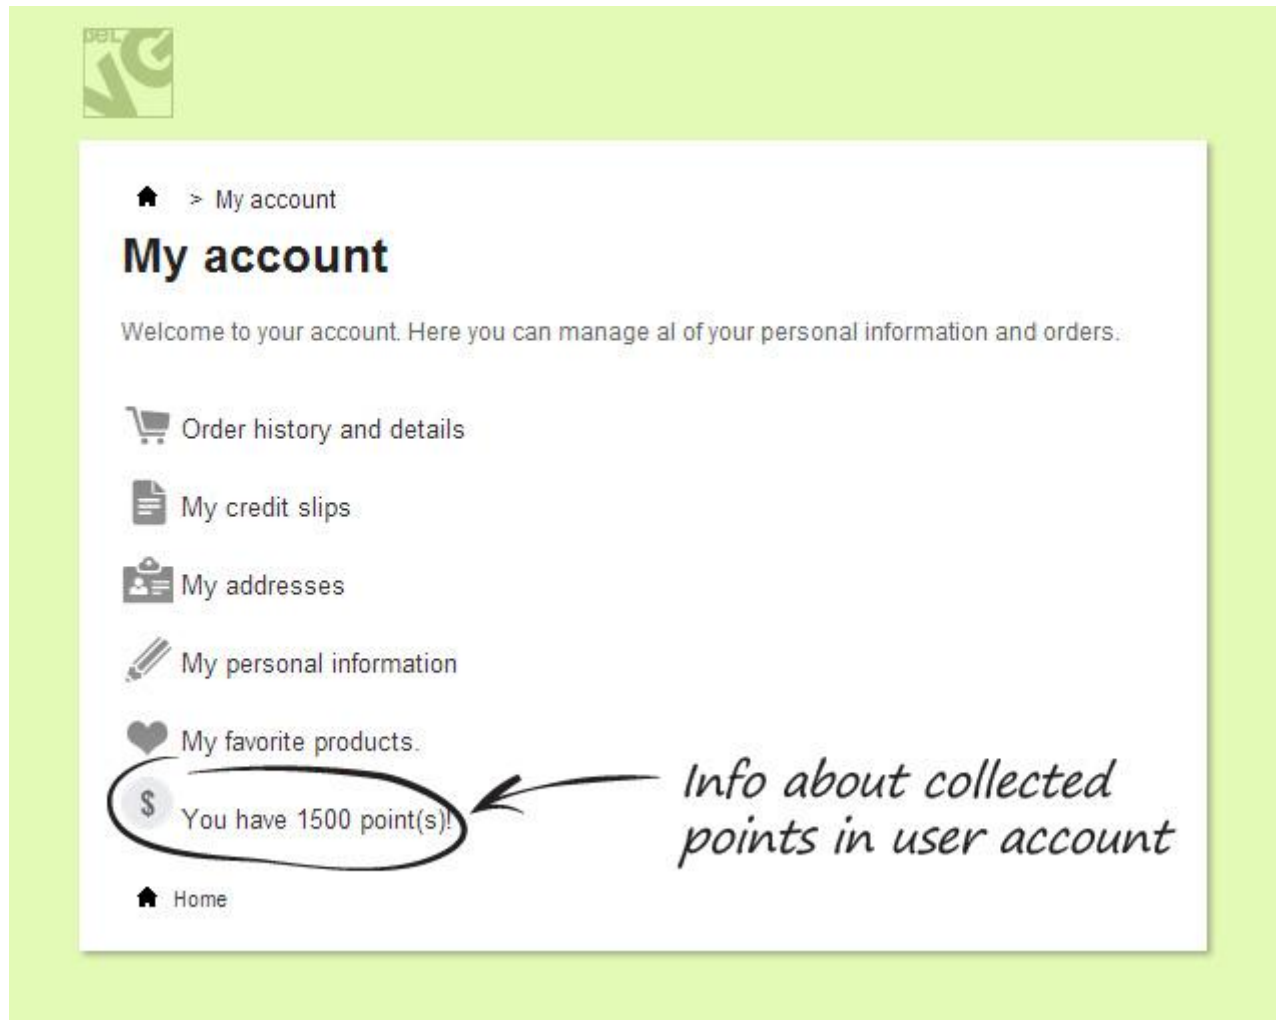 DGL
VG
> My account
My account
Welcome to your account. Here you can manage al of your personal information and orders.
Order history and details
My credit slips
My addresses
My personal information
My favorite products.
$
You have 1500 point(s)!
Info about collected
points in user account
Home